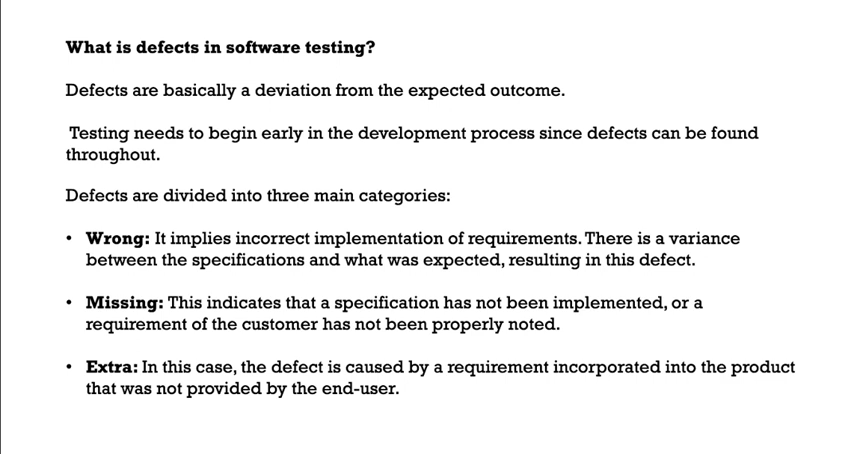 What is defects in software testing?
Defects are basically a deviation from the expected outcome.
Testing needs to begin early in the development process since defects can be found
throughout.
Defects are divided into three main categories:
• Wrong: It implies incorrect implementation of requirements. There is a variance
between the specifications and what was expected, resulting in this defect.
• Missing: This indicates that a specification has not been implemented, or a
requirement of the customer has not been properly noted.
• Extra: In this case, the defect is caused by a requirement incorporated into the product
that was not provided by the end-user.